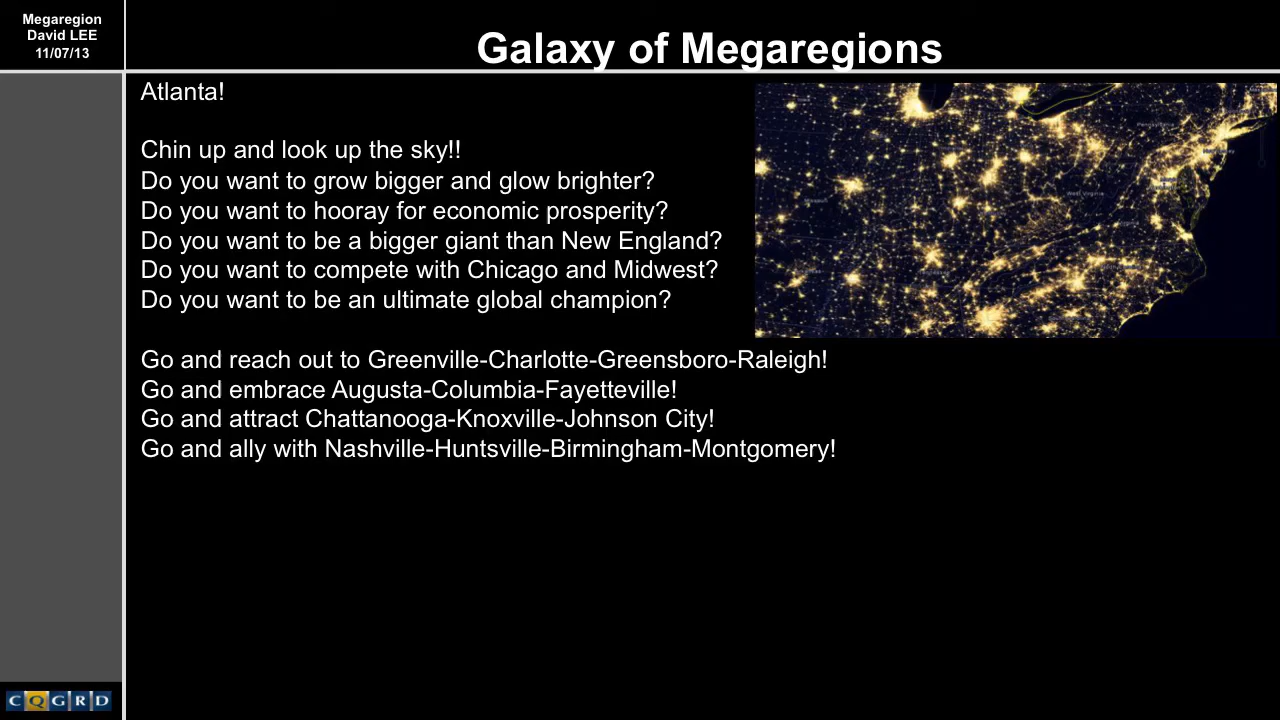 Megaregion
David LEE
11/07/13
Galaxy of Megaregions
Atlanta!
Chin up and look up the sky!!
Do you want to grow bigger and glow brighter?
Do you want to hooray for economic prosperity?
Do you want to be a bigger giant than New England?
Do you want to compete with Chicago and Midwest?
Do you want to be an ultimate global champion?
Go and reach out to Greenville-Charlotte-Greensboro-Raleigh!
Go and embrace Augusta-Columbia-Fayetteville!
Go and attract Chattanooga-Knoxville-Johnson City!
Go and ally with Nashville-Huntsville-Birmingham-Montgomery!
Pennsylvania
West Virginia
Missouri
CQGRD